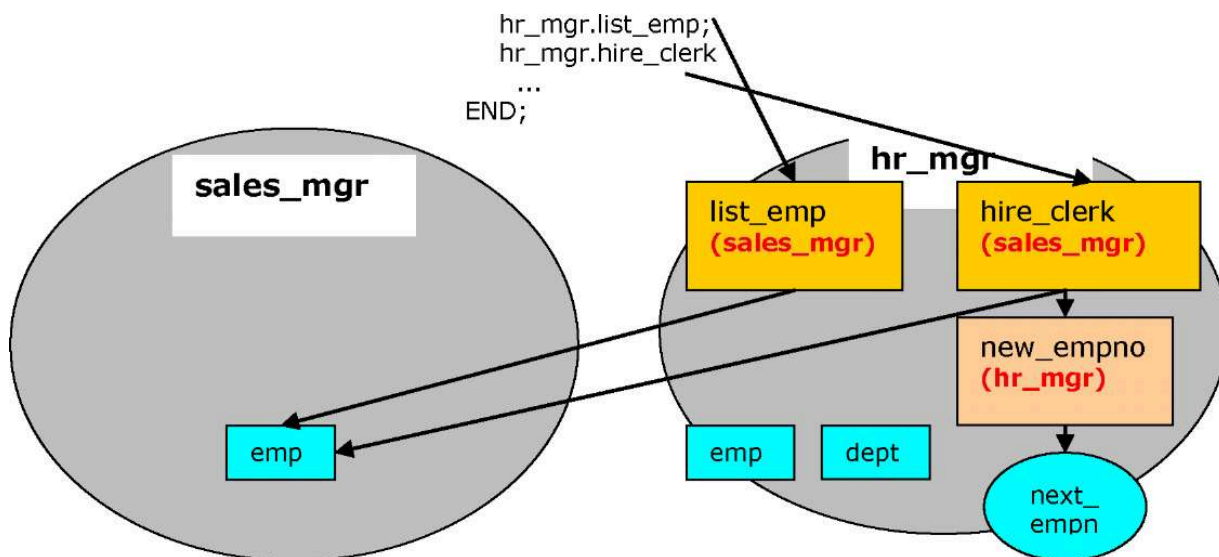 hr_mgr.list_emp;
hr_mgr.hire_clerk
...
END;
sales_mgr
hr_mgr
list_emp
(sales_mgr)
hire_clerk
(sales_mgr)
new_empno
(hr_mgr)
emp
emp
dept
next_
empn